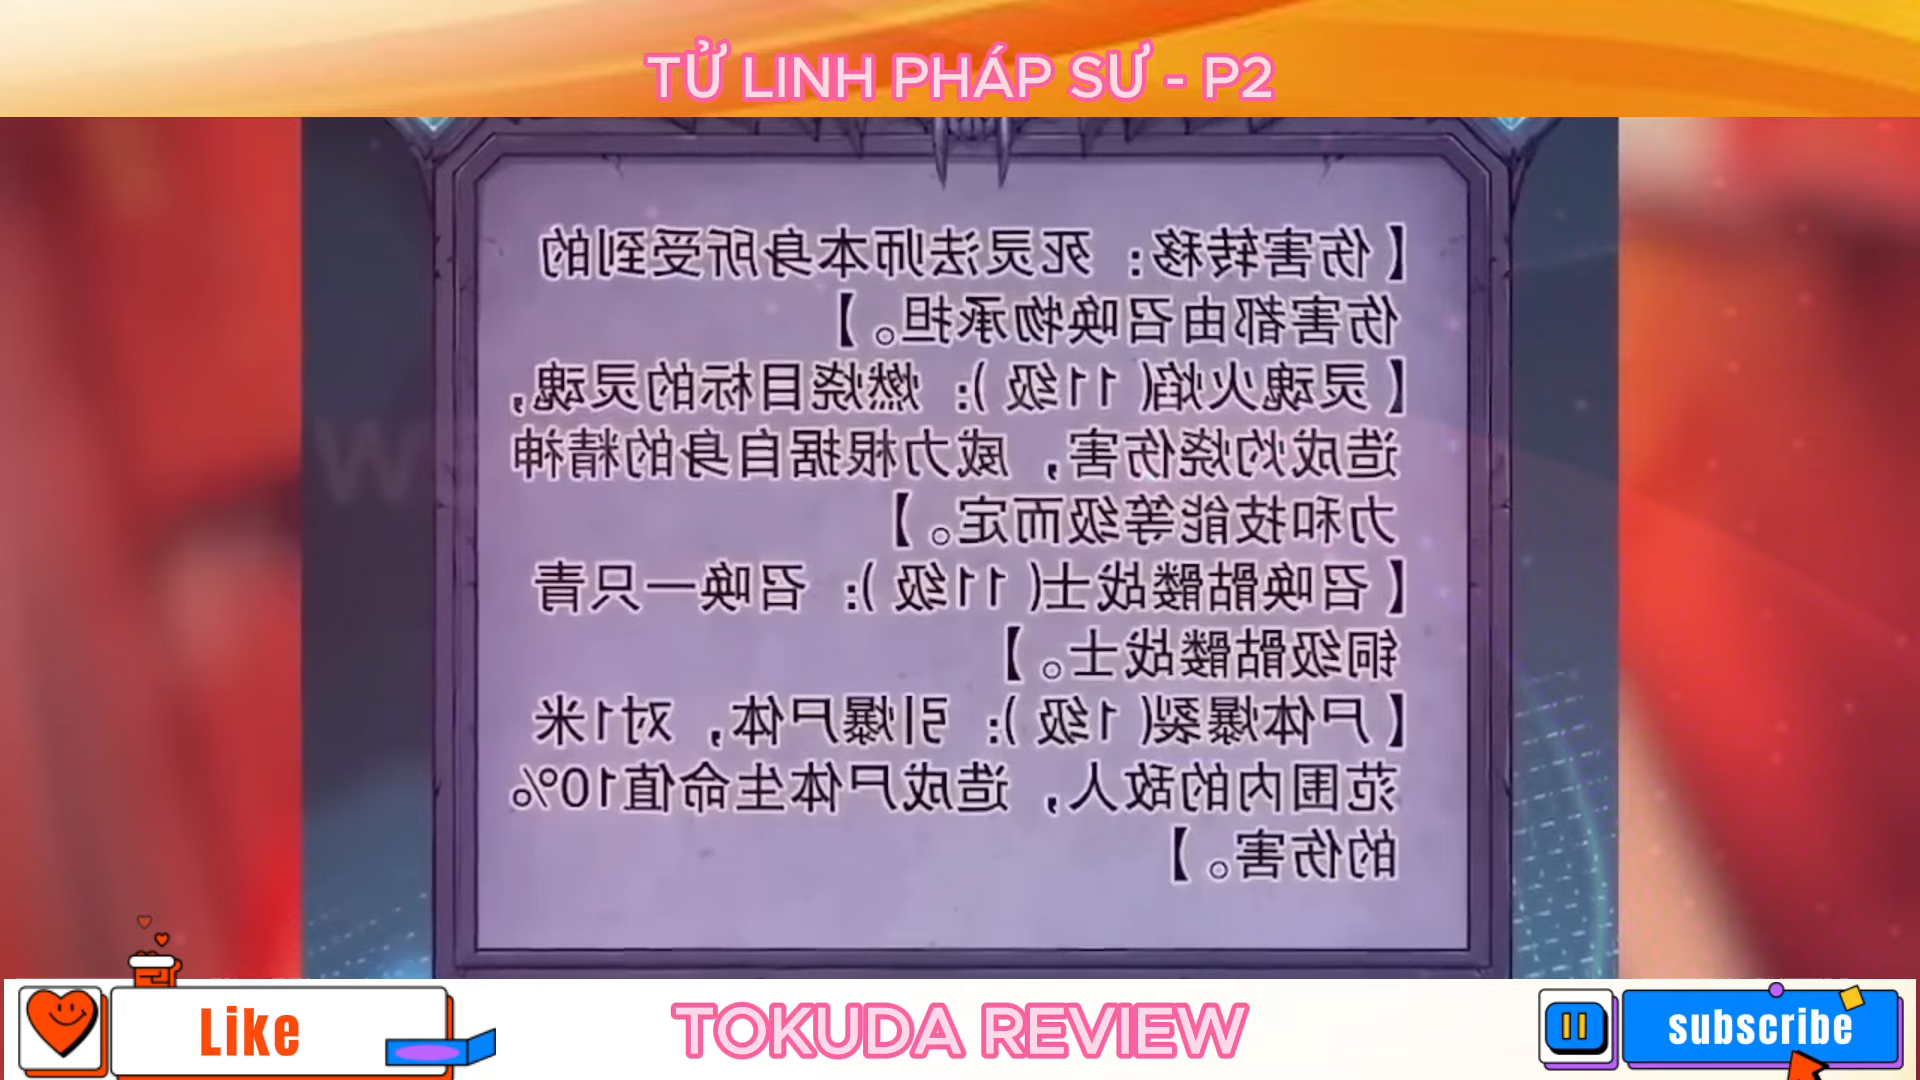 TỬ LINH PHÁP SƯ - P2
【伤害转移：死灵法师本身所受到的
伤害都由召唤物承担。】
【灵魂火焰(11级)：燃烧目标的灵魂，
造成灼烧伤害，威力根据自身的精神
力和技能等级而定。】
【召唤骷髅战士(11级)：召唤一只青
铜级骷髅战士。】
【尸体爆裂(1级)：引爆尸体，对1米
范围内的敌人，造成尸体生命值10%。
的伤害。】
W
Like
TOKUDA REVIEW
subscribe